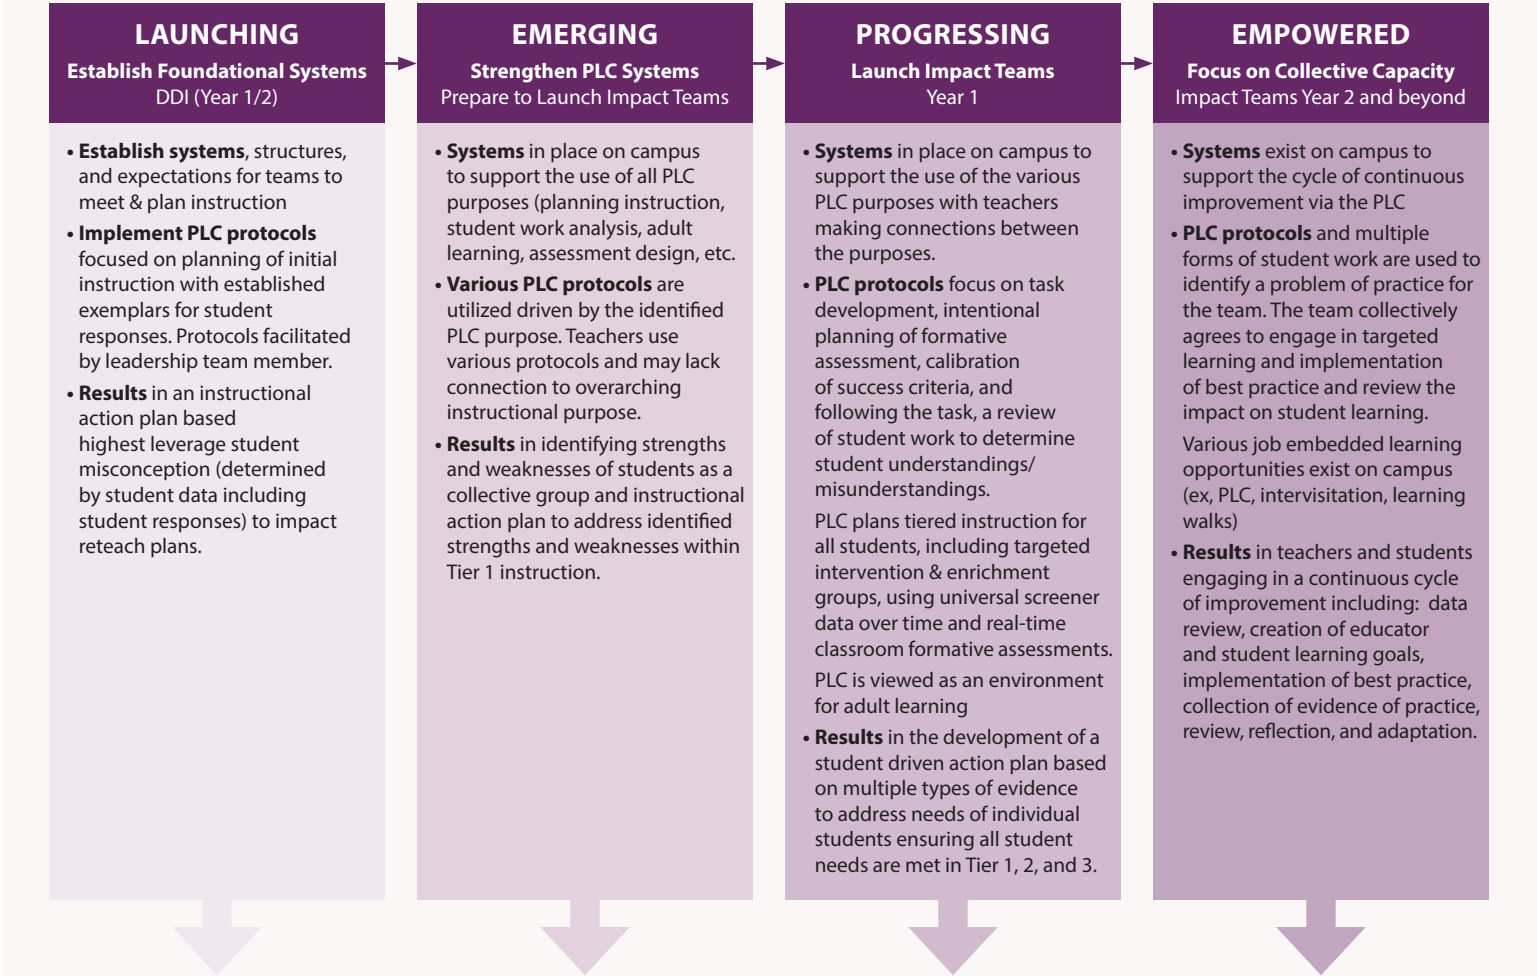 LAUNCHING
Establish Foundational Systems
DDI (Year 1/2)
• Establish systems, structures,
and expectations for teams to
meet & plan instruction
• Implement PLC protocols
focused on planning of initial
instruction with established
exemplars for student
responses. Protocols facilitated
by leadership team member.
• Results in an instructional
action plan based
highest leverage student
misconception (determined
by student data including
student responses) to impact
reteach plans.
EMERGING
Strengthen PLC Systems
Prepare to Launch Impact Teams
• Systems in place on campus
to support the use of all PLC
purposes (planning instruction,
student work analysis, adult
learning, assessment design, etc.
• Various PLC protocols are
utilized driven by the identified
PLC purpose. Teachers use
various protocols and may lack
connection to overarching
instructional purpose.
• Results in identifying strengths
and weaknesses of students as a
collective group and instructional
action plan to address identified
strengths and weaknesses within
Tier 1 instruction.
PROGRESSING
Launch Impact Teams
Year 1
• Systems in place on campus to
support the use of the various
PLC purposes with teachers
making connections between
the purposes.
• PLC protocols focus on task
development, intentional
planning of formative
assessment, calibration
of success criteria, and
following the task, a review
of student work to determine
student understandings/
misunderstandings.
PLC plans tiered instruction for
all students, including targeted
intervention & enrichment
groups, using universal screener
data over time and real-time
classroom formative assessments.
PLC is viewed as an environment
for adult learning
• Results in the development of a
student driven action plan based
on multiple types of evidence
to address needs of individual
students ensuring all student
needs are met in Tier 1, 2, and 3.
EMPOWERED
Focus on Collective Capacity
Impact Teams Year 2 and beyond
• Systems exist on campus to
support the cycle of continuous
improvement via the PLC
• PLC protocols and multiple
forms of student work are used to
identify a problem of practice for
the team. The team collectively
agrees to engage in targeted
learning and implementation
of best practice and review the
impact on student learning.
Various job embedded learning
opportunities exist on campus
(ex, PLC, intervisitation, learning
walks)
• Results in teachers and students
engaging in a continuous cycle
of improvement including: data
review, creation of educator
and student learning goals,
implementation of best practice,
collection of evidence of practice,
review, reflection, and adaptation.